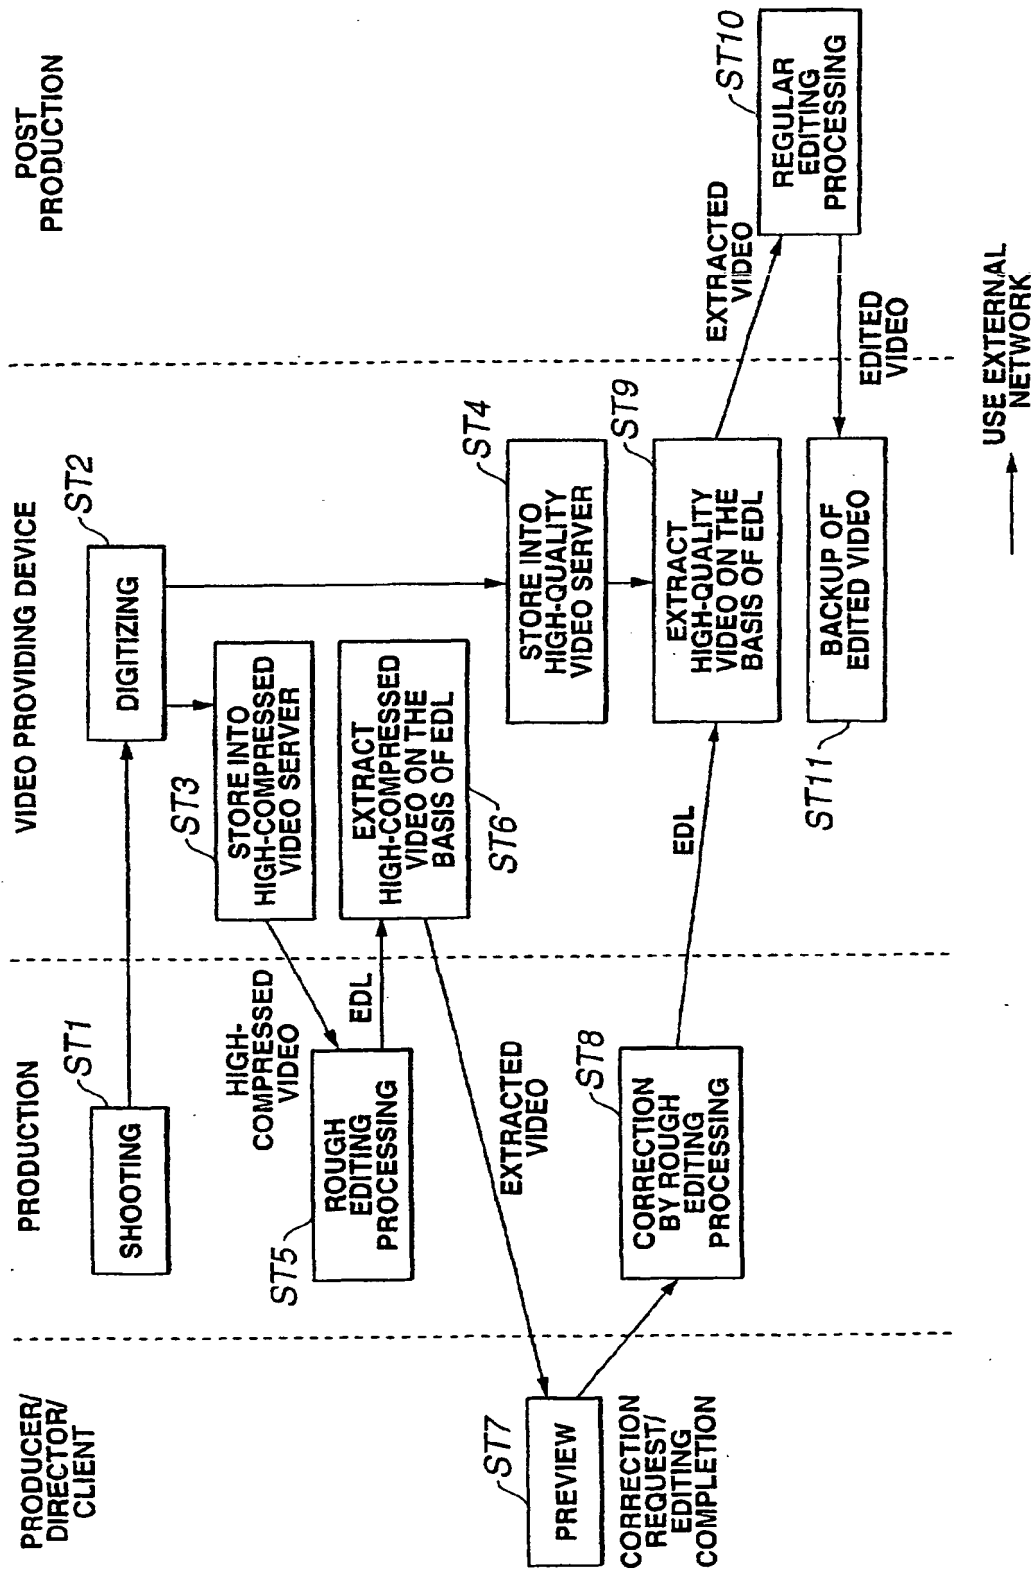 PRODUCER/
DIRECTOR/
CLIENT
PRODUCTION
VIDEO PROVIDING DEVICE
POST
PRODUCTION
ST1
SHOOTING
ST2
DIGITIZING
ST3
STORE INTO
HIGH-COMPRESSED
VIDEO SERVER
HIGH-
COMPRESSED
VIDEO
ST5
ROUGH
EDITING
PROCESSING
EDL
EXTRACT
HIGH-COMPRESSED
VIDEO ON THE
BASIS OF EDL
ST6
EXTRACTED
VIDEO
ST4
STORE INTO
HIGH-QUALITY
VIDEO SERVER
ST7
PREVIEW
CORRECTION
REQUEST/
EDITING
COMPLETION
ST8
CORRECTION
BY ROUGH
EDITING
PROCESSING
EDL
ST9
EXTRACT
HIGH-QUALITY
VIDEO ON THE
BASIS OF EDL
EXTRACTED
VIDEO
ST10
REGULAR
EDITING
PROCESSING
EDITED
VIDEO
BACKUP OF
EDITED VIDEO
ST11
USE EXTERNAL
NETWORK